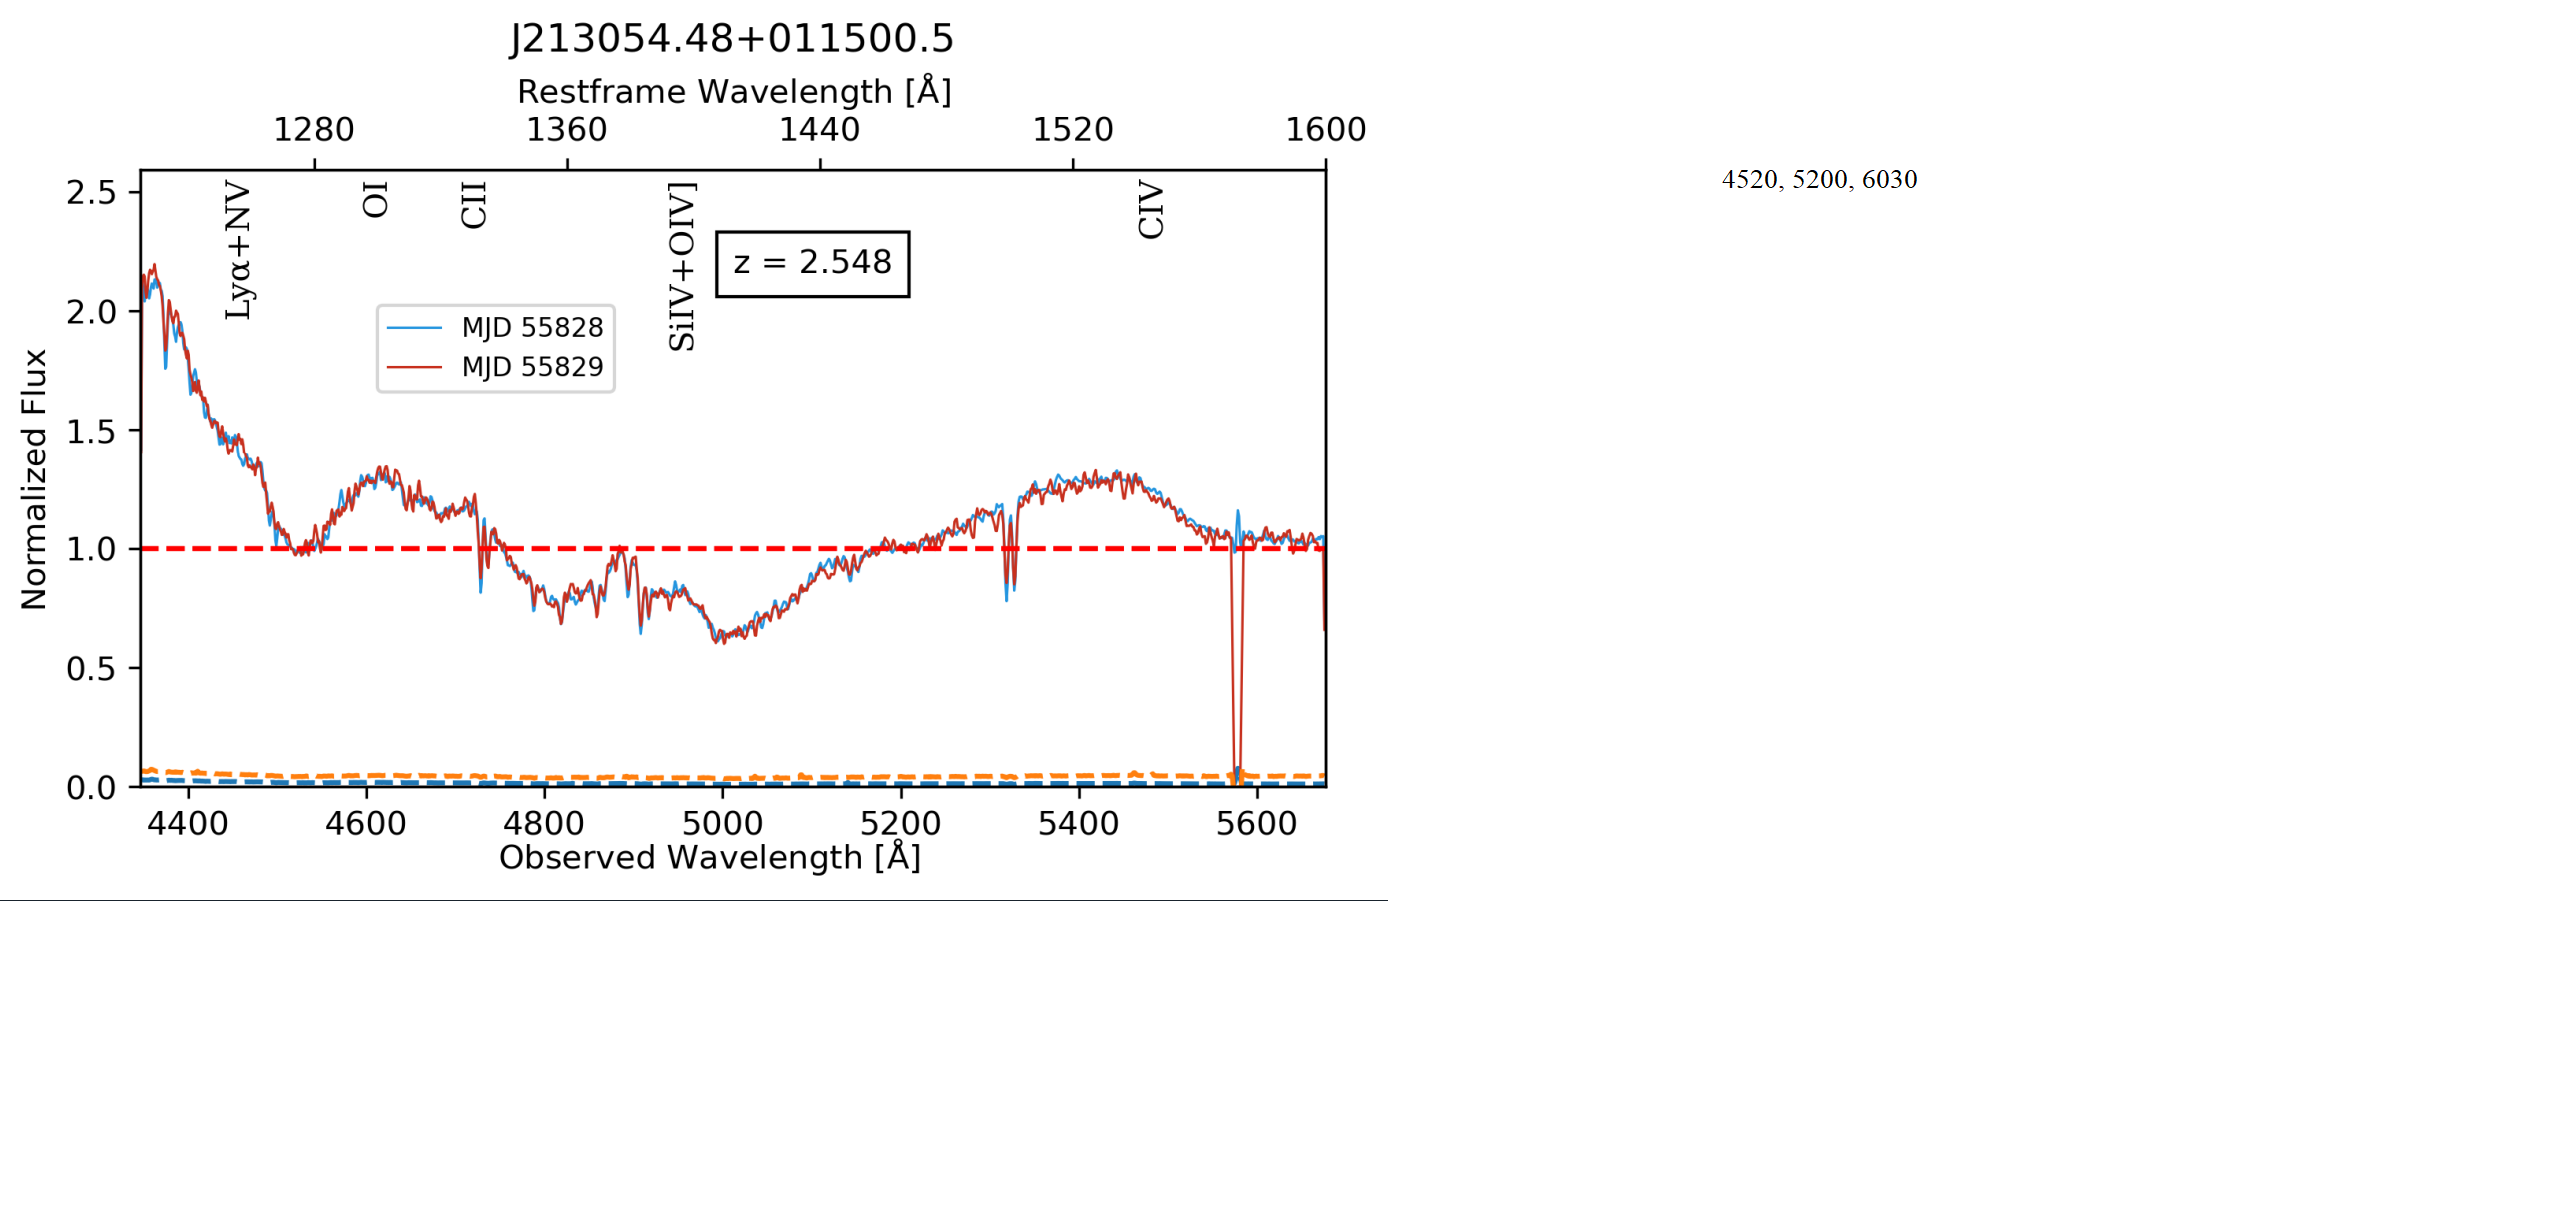 J213054.48+011500.5
Restframe Wavelength [Å]
1280 1360 1440 1520 1600
2.5
2.0
1.5
1.0
0.5
0.0
Normalized Flux
Lyα+NV
OI
CII
SiIV+OIV]
CIV
z = 2.548
MJD 55828
MJD 55829
4400 4600 4800 5000 5200 5400 5600
Observed Wavelength [Å]
4520, 5200, 6030